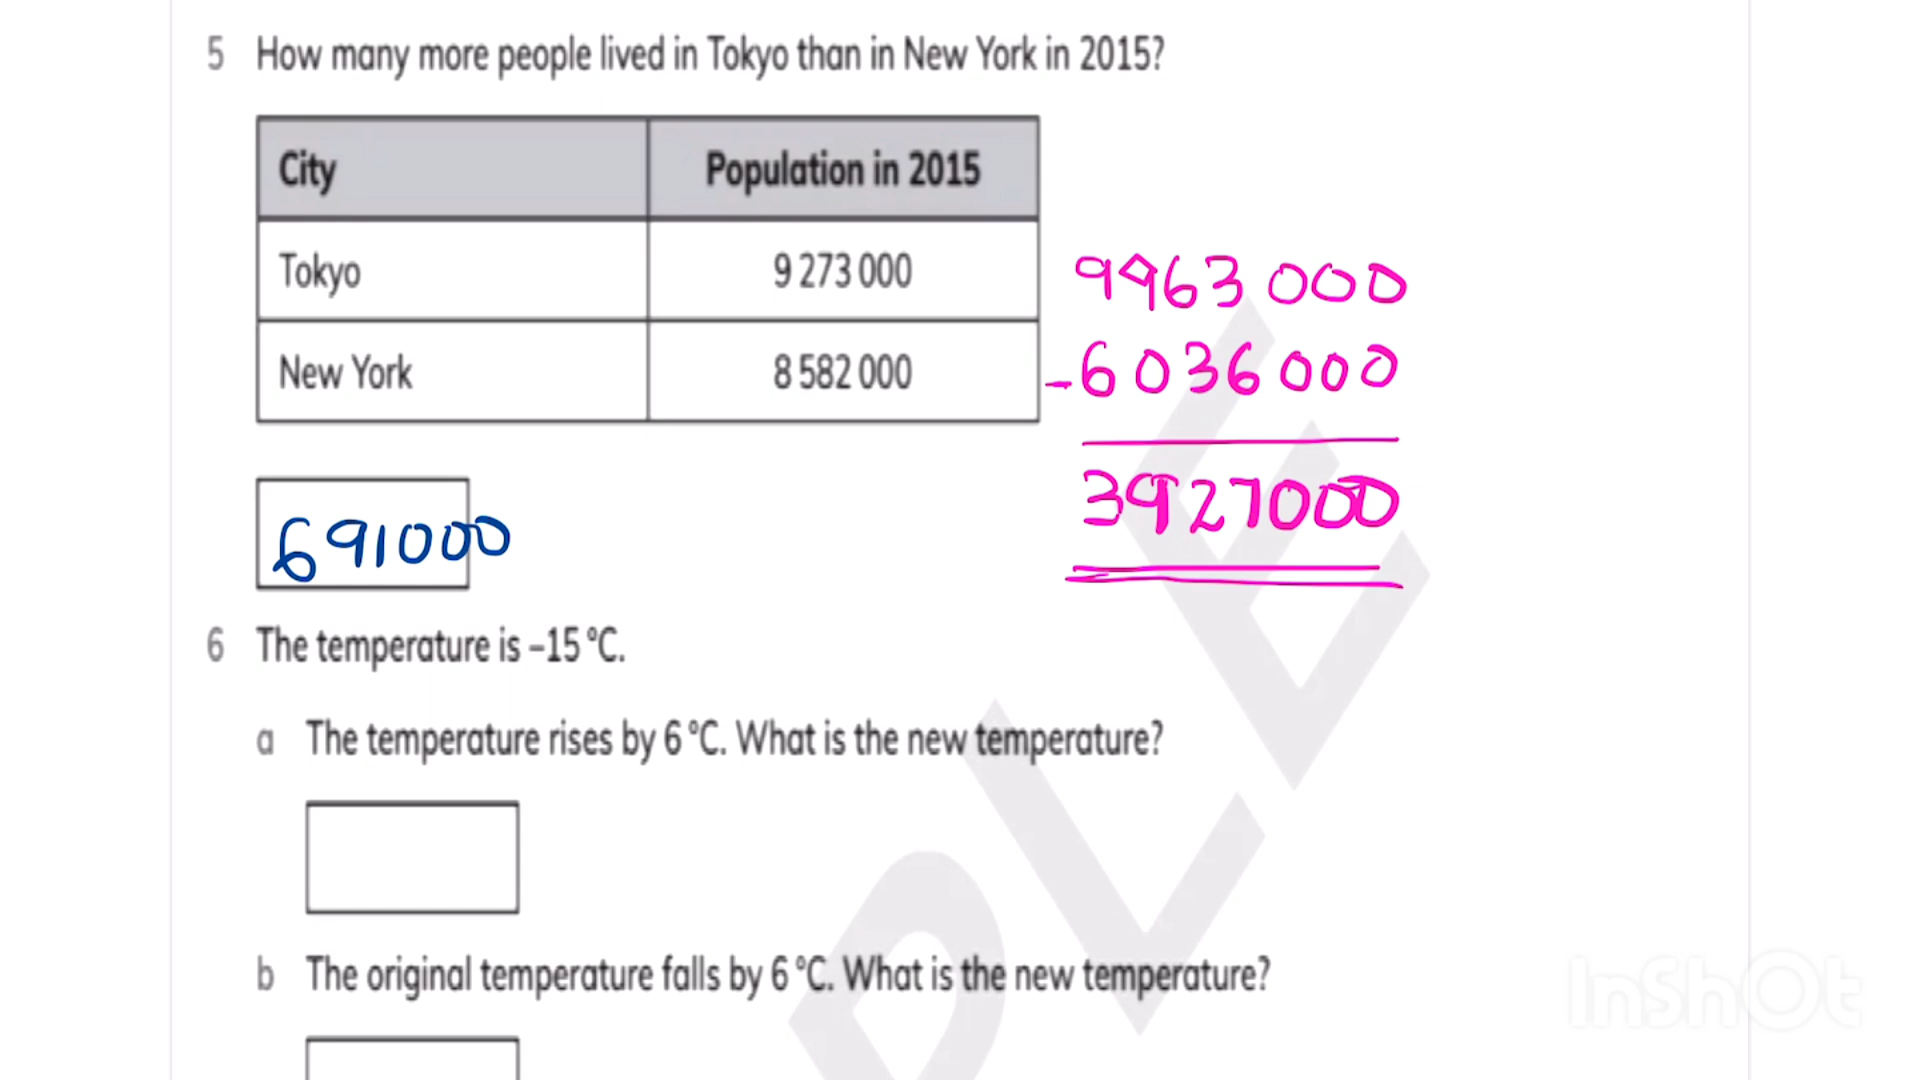 5 How many more people lived in Tokyo than in New York in 2015?
City Population in 2015
Tokyo 9 273 000
New York 8 582 000
9963 000
-6036000
3927000
691000
6 The temperature is –15 °C.
a The temperature rises by 6 °C. What is the new temperature?
b The original temperature falls by 6 °C. What is the new temperature?
PLE
InShOt